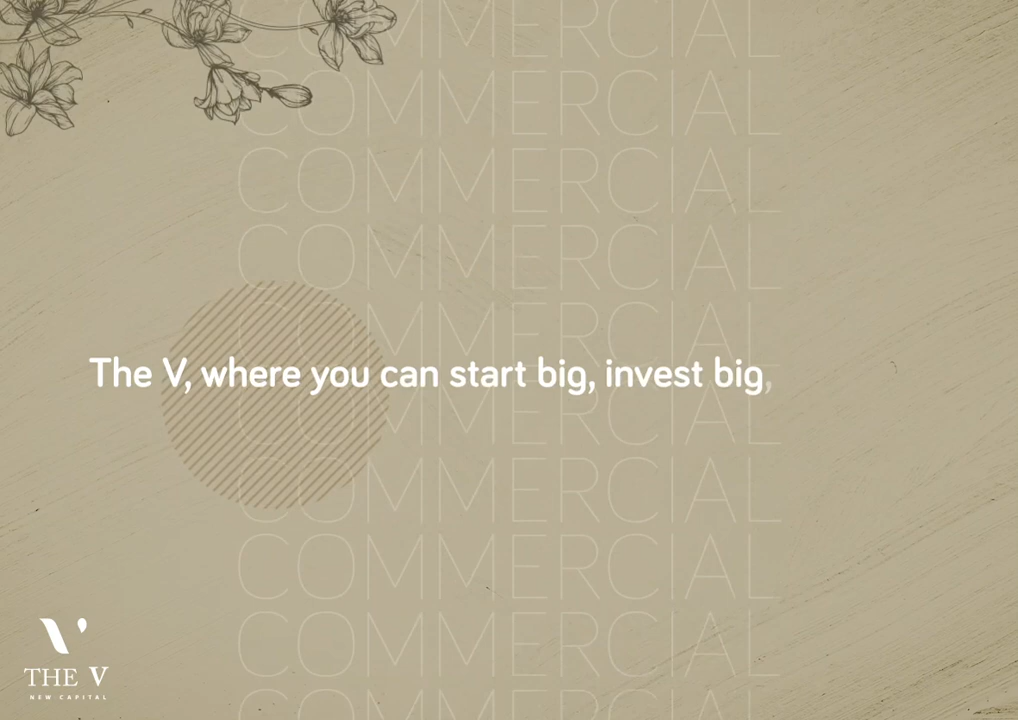 COMMERCIAL
COMMERCIAL
COMMERCIAL
COMMERCIAL
COMMERCIAL
The V, where you can start big, invest big,
COMMERCIAL
COMMERCIAL
COMMERCIAL
COMMERCIAL
COMMERCIAL
THE V
NEW CAPITAL